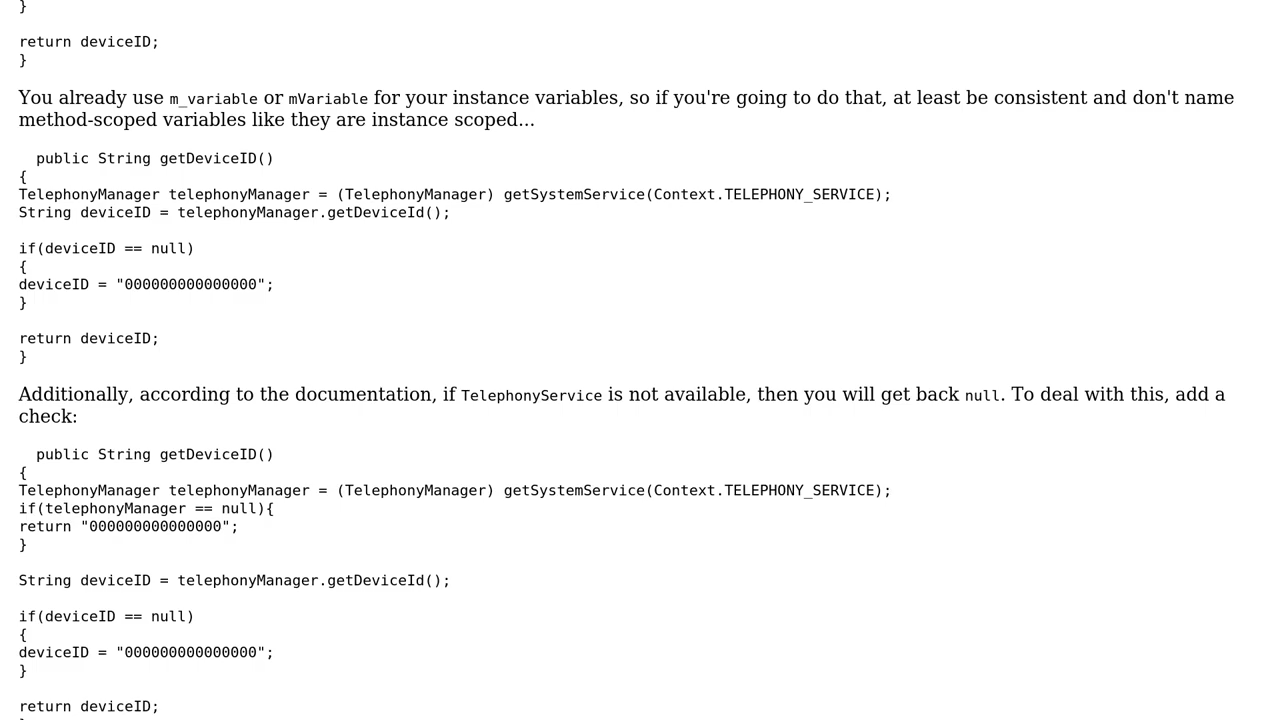 }
return deviceID;
}
You already use m_variable or mVariable for your instance variables, so if you're going to do that, at least be consistent and don't name
method-scoped variables like they are instance scoped...
public String getDeviceID()
{
TelephonyManager telephonyManager = (TelephonyManager) getSystemService(Context.TELEPHONY_SERVICE);
String deviceID = telephonyManager.getDeviceId();
if(deviceID == null)
{
deviceID = "000000000000000";
}
return deviceID;
}
Additionally, according to the documentation, if TelephonyService is not available, then you will get back null. To deal with this, add a
check:
public String getDeviceID()
{
TelephonyManager telephonyManager = (TelephonyManager) getSystemService(Context.TELEPHONY_SERVICE);
if(telephonyManager == null){
return "000000000000000";
}
String deviceID = telephonyManager.getDeviceId();
if(deviceID == null)
{
deviceID = "000000000000000";
}
return deviceID;